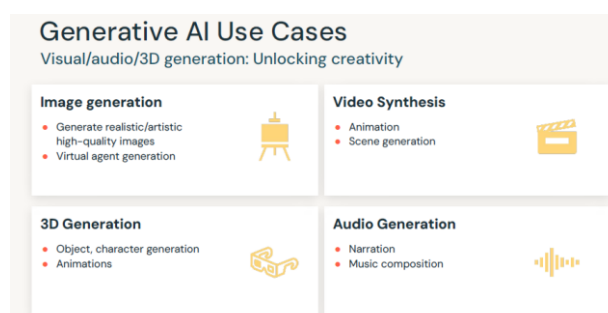 Generative AI Use Cases
Visual/audio/3D generation: Unlocking creativity
Image generation
Generate realistic/artistic
high-quality images
Virtual agent generation
Video Synthesis
Animation
Scene generation
3D Generation
Object, character generation
Animations
Audio Generation
Narration
Music composition